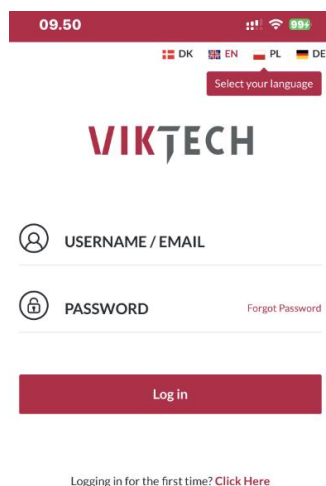 09.50
99+
DK EN PL DE
Select your language
VIKTECH
USERNAME / EMAIL
PASSWORD
Forgot Password
Log in
Logging in for the first time? Click Here